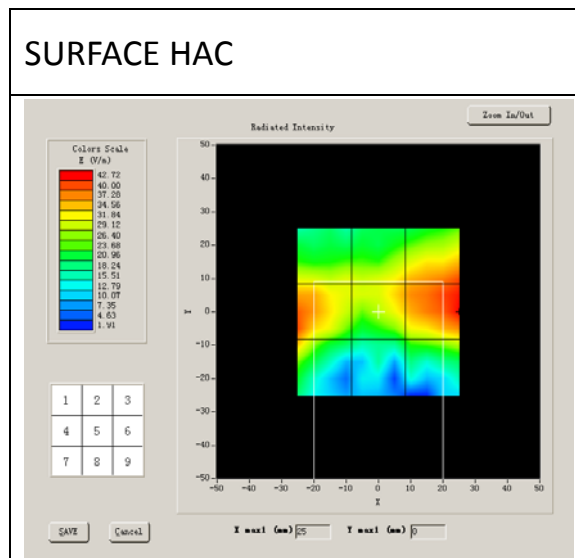 SURFACE HAC
Zoom In/Out
Radiated Intensity
Colors Scale
E (V/m)
42.72
40.00
37.28
34.56
31.84
29.12
26.40
23.68
20.96
18.24
15.51
12.79
10.07
7.35
4.63
1.91
50
40
30
20
10
0
-10
-20
-30
-40
-50
Y
-50 -40 -30 -20 -10 0 10 20 30 40 50
X
1 2 3
4 5 6
7 8 9
SAVE Cancel
X max1 (mm) 25 Y max1 (mm) 0